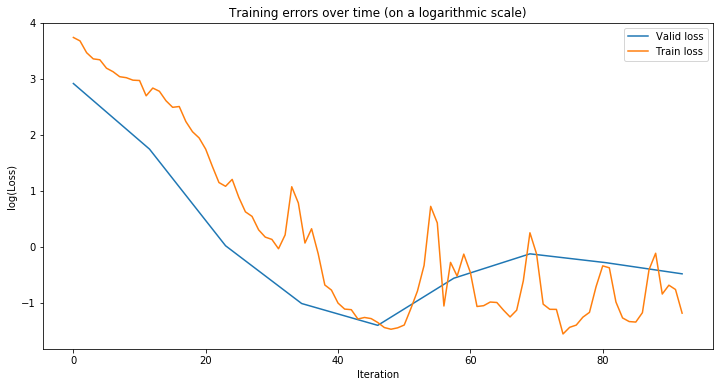 Training errors over time (on a logarithmic scale)
Valid loss
Train loss
log(Loss)
4
3
2
1
0
−1
0
20
40
60
80
Iteration